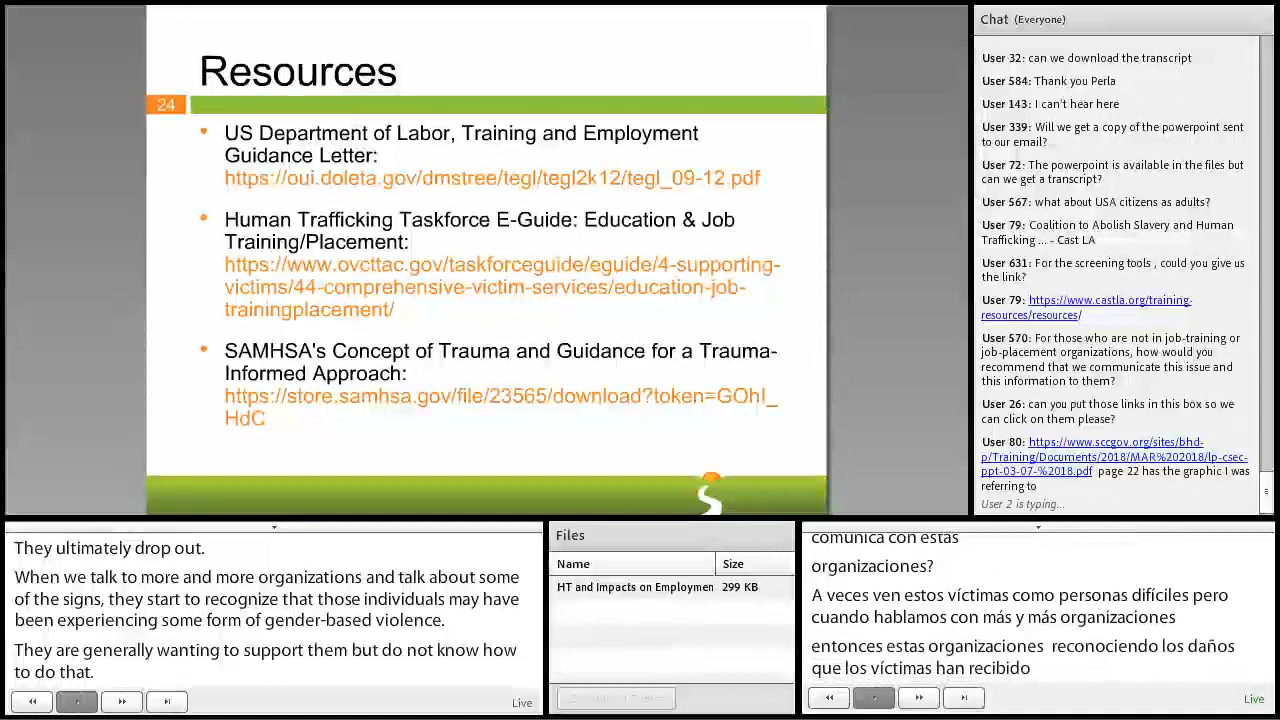 Resources
24
US Department of Labor, Training and Employment
Guidance Letter:
https://oui.doleta.gov/dmstree/tegl/tegl2k12/tegl_09-12.pdf
Human Trafficking Taskforce E-Guide: Education & Job
Training/Placement:
https://www.ovcttac.gov/taskforceguide/eguide/4-supporting-
victims/44-comprehensive-victim-services/education-job-
trainingplacement/
SAMHSA's Concept of Trauma and Guidance for a Trauma-
Informed Approach:
https://store.samhsa.gov/file/23565/download?token=GOhI_
HdC
Chat (Everyone)
User 32: can we download the transcript
User 584: Thank you Perla
User 143: I can't hear here
User 339: Will we get a copy of the powerpoint sent
to our email?
User 72: The powerpoint is available in the files but
can we get a transcript?
User 567: what about USA citizens as adults?
User 79: Coalition to Abolish Slavery and Human
Trafficking ... - Cast LA
User 631: For the screening tools , could you give us
the link?
User 79: https://www.castla.org/training-
resources/resources/
User 570: For those who are not in job-training or
job-placement organizations, how would you
recommend that we communicate this issue and
this information to them?
User 26: can you put those links in this box so we
can click on them please?
User 80: https://www.sccgov.org/sites/bhd-
p/Training/Documents/2018/MAR%202018/lp-csec-
ppt-03-07-%2018.pdf page 22 has the graphic I was
referring to
User 2 is typing...
They ultimately drop out.
When we talk to more and more organizations and talk about some
of the signs, they start to recognize that those individuals may have
been experiencing some form of gender-based violence.
They are generally wanting to support them but do not know how
to do that.
Live
Files
Name Size
HT and Impacts on Employmen 299 KB
comunica con estas
organizaciones?
A veces ven estos víctimas como personas difíciles pero
cuando hablamos con más y más organizaciones
entonces estas organizaciones reconociendo los daños
que los víctimas han recibido
Live